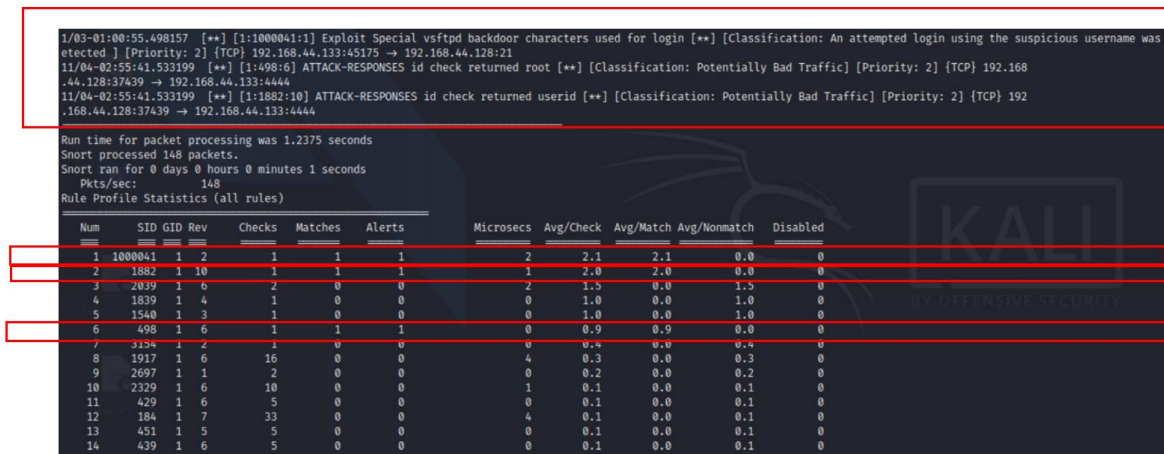 1/03-01:00:55.498157 [**] [1:1000041:1] Exploit Special vsftpd backdoor characters used for login [**] [Classification: An attempted login using the suspicious username was
etected ] [Priority: 2] {TCP} 192.168.44.133:45175 → 192.168.44.128:21
11/04-02:55:41.533199 [**] [1:498:6] ATTACK-RESPONSES id check returned root [**] [Classification: Potentially Bad Traffic] [Priority: 2] {TCP} 192.168
.44.128:37439 → 192.168.44.133:4444
11/04-02:55:41.533199 [**] [1:1882:10] ATTACK-RESPONSES id check returned userid [**] [Classification: Potentially Bad Traffic] [Priority: 2] {TCP} 192
.168.44.128:37439 → 192.168.44.133:4444
Run time for packet processing was 1.2375 seconds
Snort processed 148 packets.
Snort ran for 0 days 0 hours 0 minutes 1 seconds
Pkts/sec: 148
Rule Profile Statistics (all rules)
Num SID GID Rev Checks Matches Alerts Microsecs Avg/Check Avg/Match Avg/Nonmatch Disabled
1 1000041 1 2 1 1 1 2 2.1 2.1 0.0 0
2 1882 1 10 1 1 1 1 2.0 2.0 0.0 0
3 2039 1 6 2 0 0 2 1.5 0.0 1.5 0
4 1839 1 4 1 0 0 0 1.0 0.0 1.0 0
5 1540 1 3 1 0 0 0 1.0 0.0 1.0 0
6 498 1 6 1 1 1 0 0.9 0.9 0.0 0
7 3154 1 2 1 0 0 0 0.4 0.0 0.4 0
8 1917 1 6 16 0 0 4 0.3 0.0 0.3 0
9 2697 1 1 2 0 0 0 0.2 0.0 0.2 0
10 2329 1 6 10 0 0 1 0.1 0.0 0.1 0
11 429 1 6 5 0 0 0 0.1 0.0 0.1 0
12 184 1 7 33 0 0 4 0.1 0.0 0.1 0
13 451 1 5 5 0 0 0 0.1 0.0 0.1 0
14 439 1 6 5 0 0 0 0.1 0.0 0.1 0
KALI
BY OFFENSIVE SECURITY